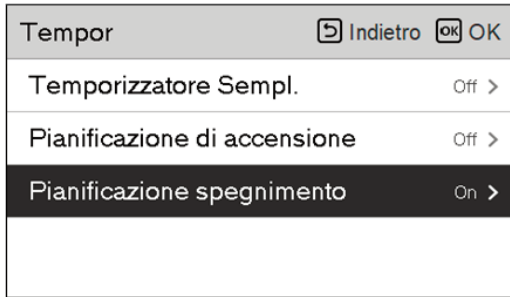 Tempor Indietro OK OK
Temporizzatore Sempl. Off >
Pianificazione di accensione Off >
Pianificazione spegnimento On >